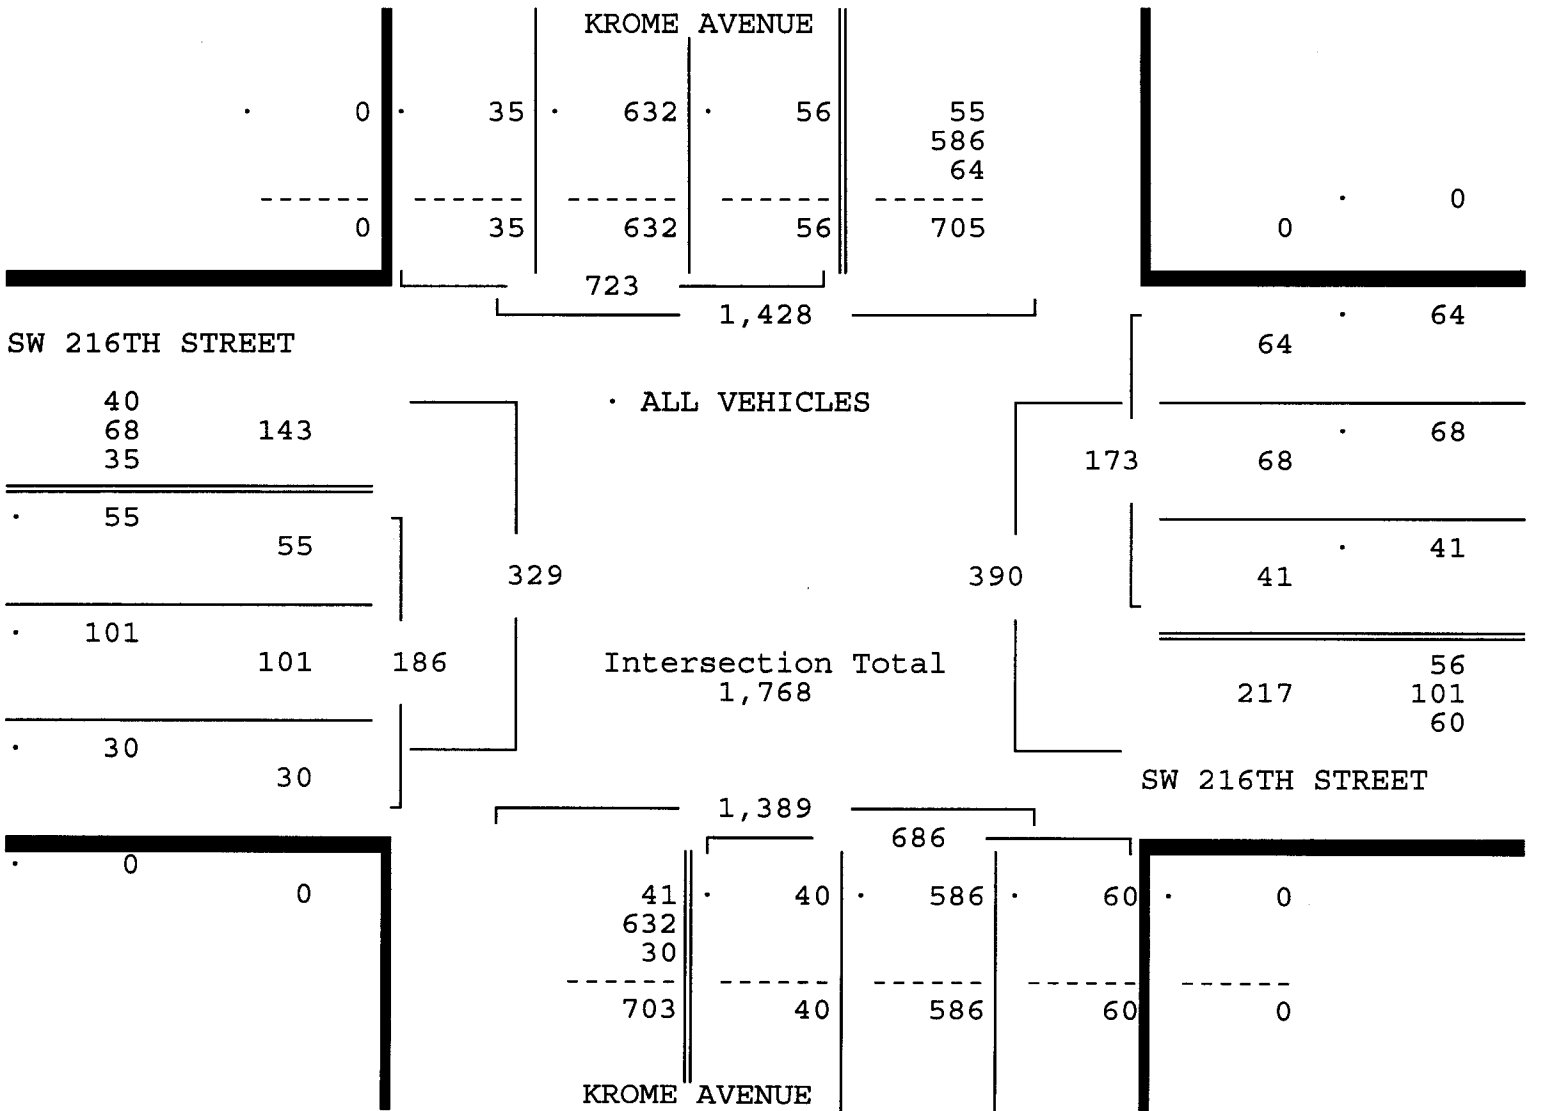 KROME AVENUE
· 0 · 35 · 632 · 56 55
586
64
------ ------ ------ ------ ------ · 0
0 35 632 56 705 0
723
1,428 · 64
SW 216TH STREET 64
40 · ALL VEHICLES
68 143 · 68
35 173 68
· 55
55 · 41
329 390 41
· 101
101 186 Intersection Total 56
1,768 217 101
60
· 30
30 SW 216TH STREET
1,389
686
· 0
0 41 · 40 · 586 · 60 · 0
632
30
------ ------ ------ ------ ------
703 40 586 60 0
KROME AVENUE